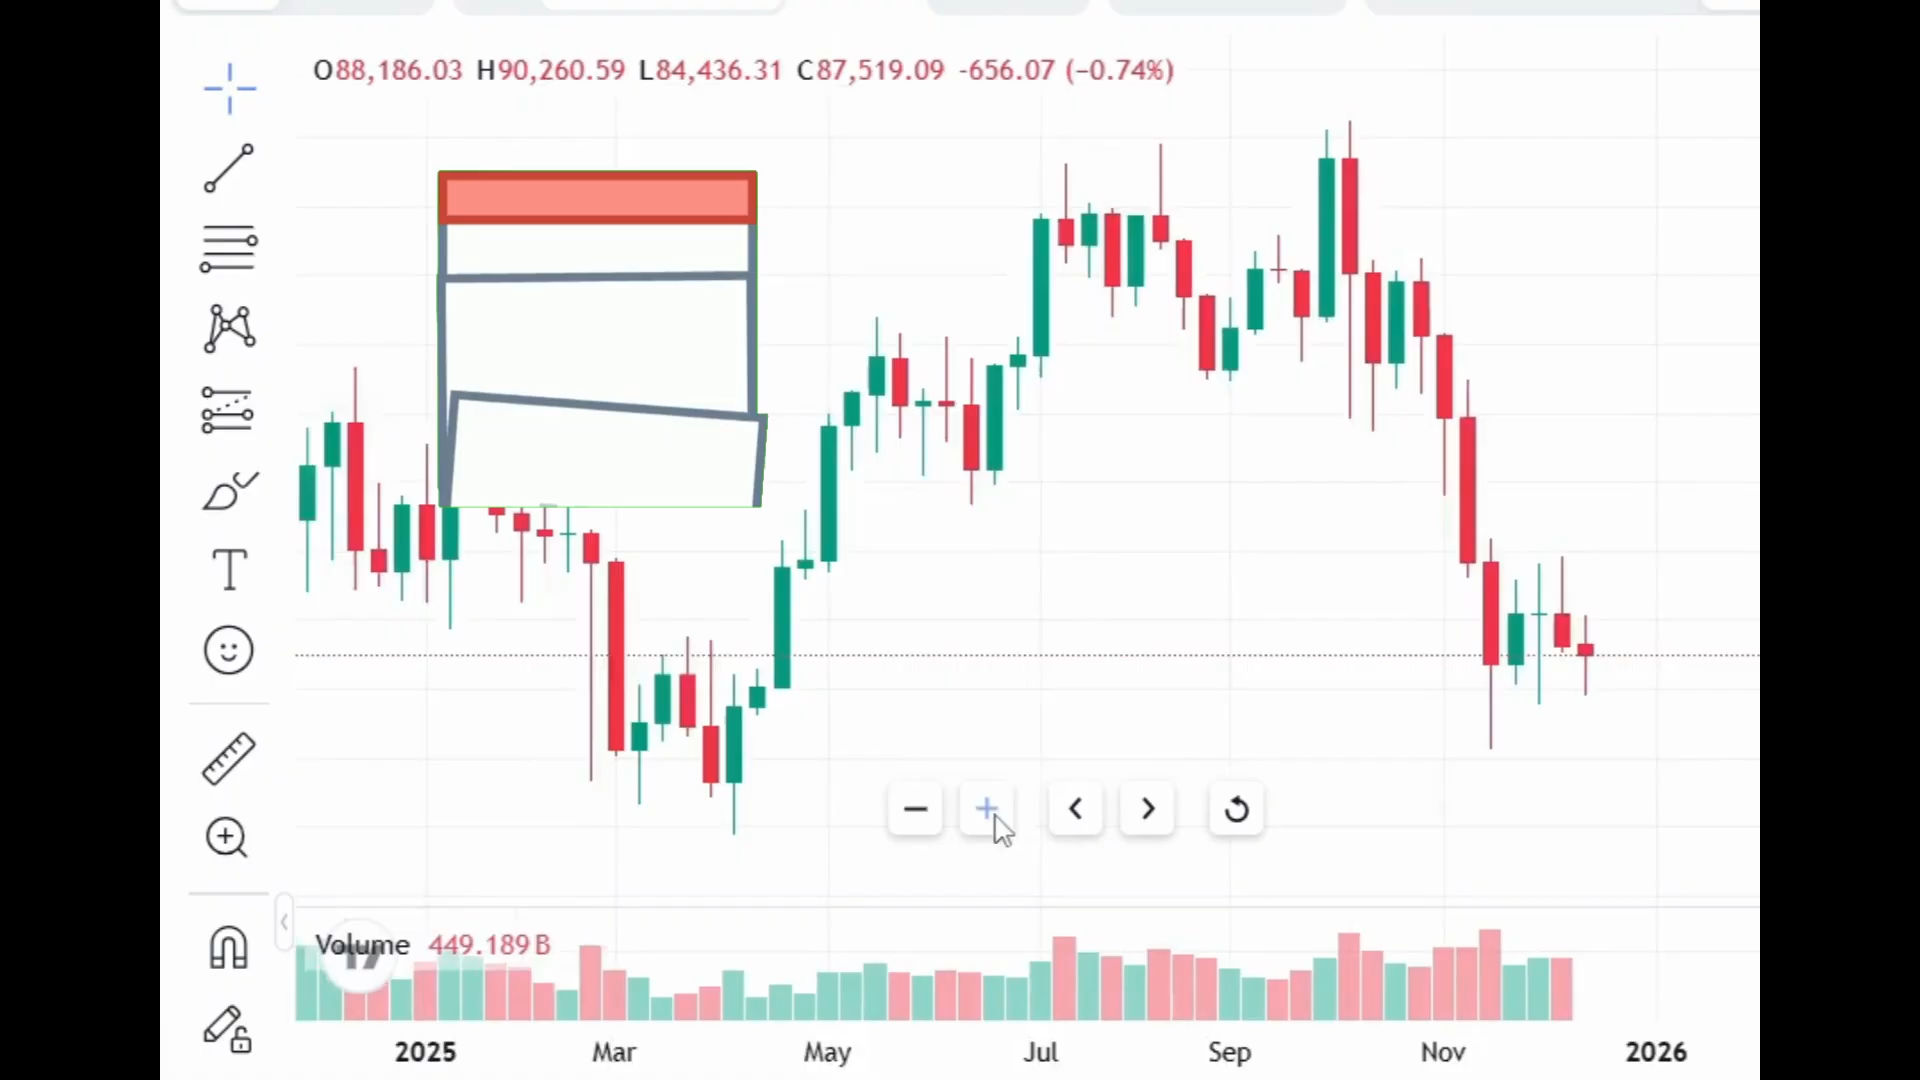 O88,186.03 H90,260.59 L84,436.31 C87,519.09 -656.07 (−0.74%)
Volume 449.189B
2025 Mar May Jul Sep Nov 2026